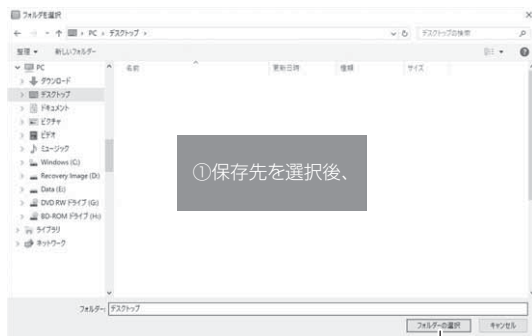 フォルダを選択
PC › デスクトップ ›
デスクトップの検索
整理 ▼ 新しいフォルダー
名前 更新日時 種類 サイズ
PC
ダウンロード
デスクトップ
ドキュメント
ピクチャ
ビデオ
ミュージック
Windows (C:)
Recovery Image (D:)
Data (E:)
DVD RW ドライブ (G:)
BD-ROM ドライブ (H:)
ライブラリ
ネットワーク
①保存先を選択後、
フォルダー: デスクトップ
フォルダーの選択 キャンセル